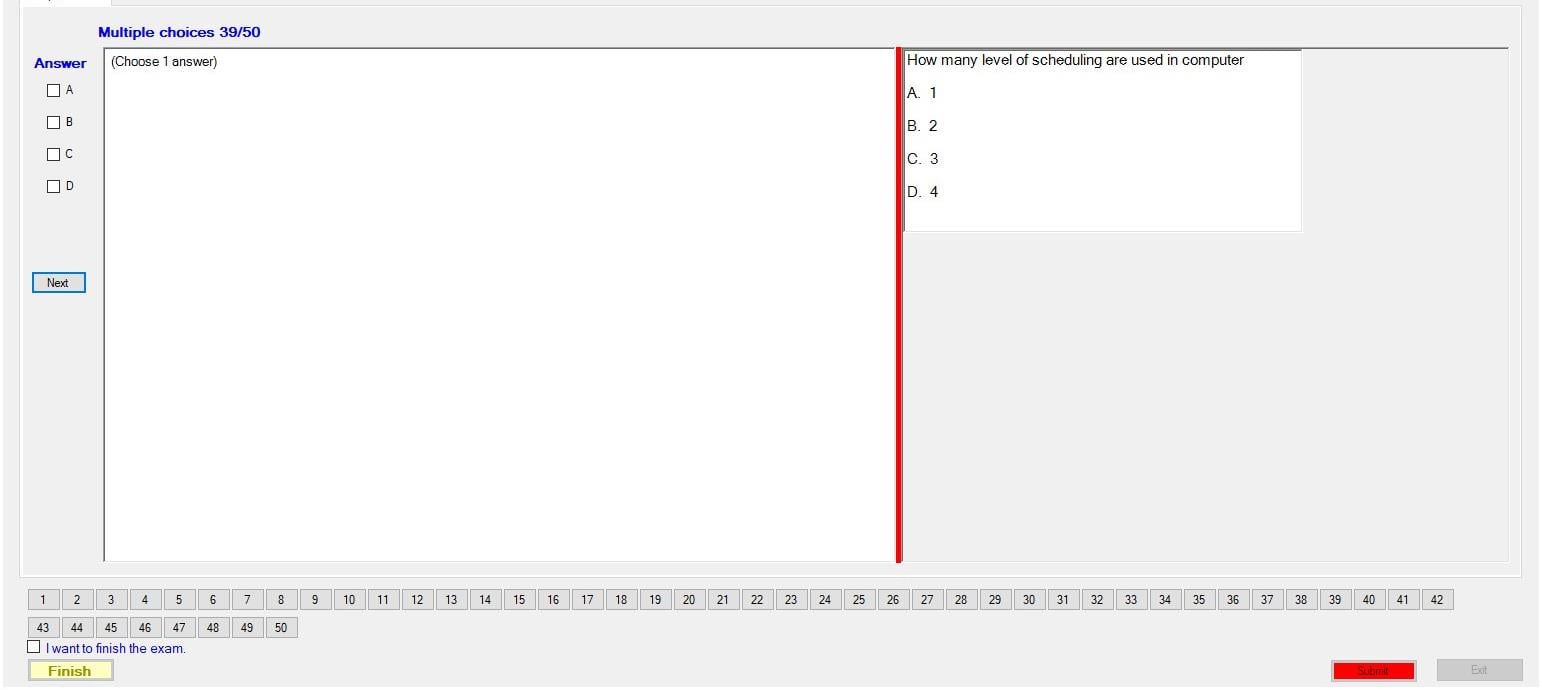 Multiple choices 39/50
Answer
(Choose 1 answer)
A
B
C
D
Next
How many level of scheduling are used in computer
A. 1
B. 2
C. 3
D. 4
1 2 3 4 5 6 7 8 9 10 11 12 13 14 15 16 17 18 19 20 21 22 23 24 25 26 27 28 29 30 31 32 33 34 35 36 37 38 39 40 41 42
43 44 45 46 47 48 49 50
I want to finish the exam.
Finish
Submit
Exit